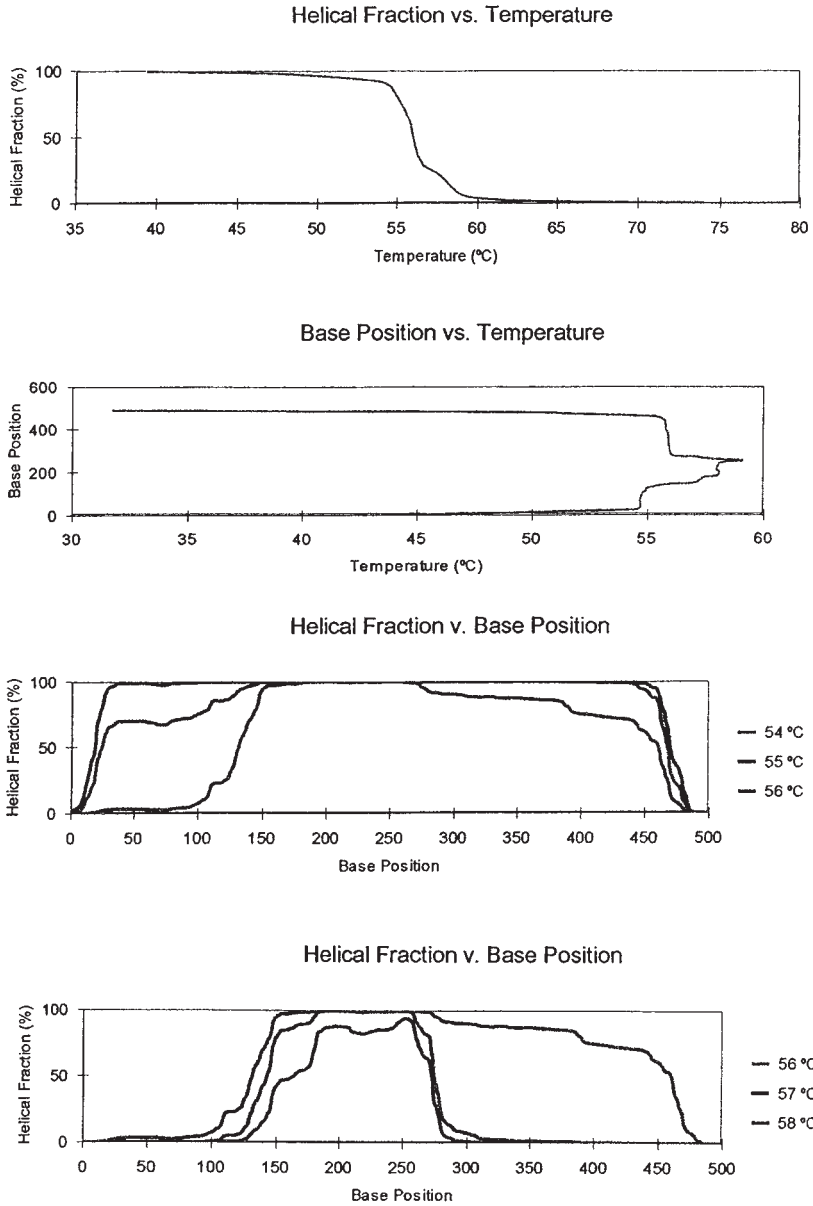 Helical Fraction vs. Temperature
Helical Fraction (%)
100
50
0
35 40 45 50 55 60 65 70 75 80
Temperature (ºC)
Base Position vs. Temperature
Base Position
600
400
200
0
30 35 40 45 50 55 60
Temperature (ºC)
Helical Fraction v. Base Position
Helical Fraction (%)
100
50
0
0 50 100 150 200 250 300 350 400 450 500
Base Position
54 ºC
55 ºC
56 ºC
Helical Fraction v. Base Position
Helical Fraction (%)
100
50
0
0 50 100 150 200 250 300 350 400 450 500
Base Position
56 ºC
57 ºC
58 ºC